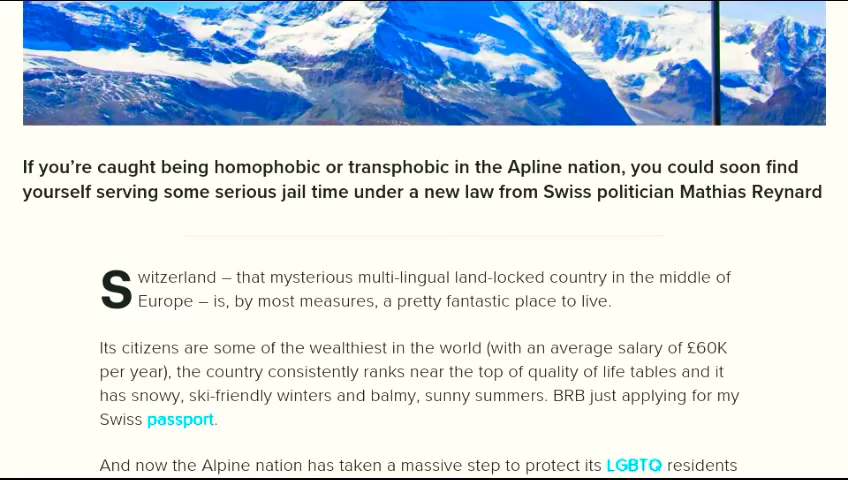 If you’re caught being homophobic or transphobic in the Apline nation, you could soon find
yourself serving some serious jail time under a new law from Swiss politician Mathias Reynard
Switzerland – that mysterious multi-lingual land-locked country in the middle of
Europe – is, by most measures, a pretty fantastic place to live.
Its citizens are some of the wealthiest in the world (with an average salary of £60K
per year), the country consistently ranks near the top of quality of life tables and it
has snowy, ski-friendly winters and balmy, sunny summers. BRB just applying for my
Swiss passport.
And now the Alpine nation has taken a massive step to protect its LGBTQ residents